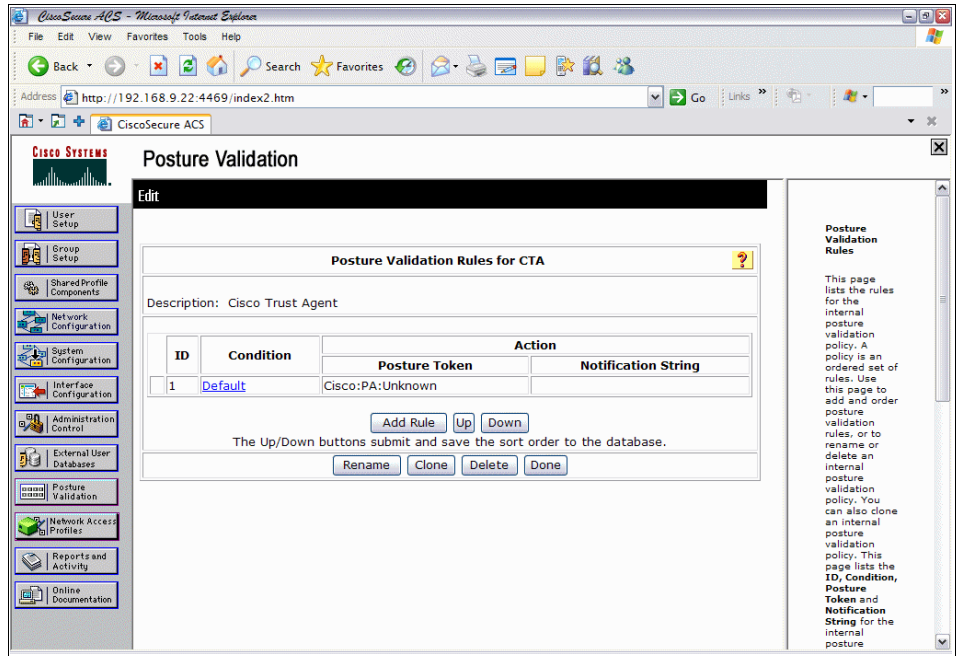 CiscoSecure ACS - Microsoft Internet Explorer
File Edit View Favorites Tools Help
Back Search Favorites
Address http://192.168.9.22:4469/index2.htm Go Links »
CiscoSecure ACS
CISCO SYSTEMS
Posture Validation
Edit
User
Setup
Group
Setup
Shared Profile
Components
Network
Configuration
System
Configuration
Interface
Configuration
Administration
Control
External User
Databases
Posture
Validation
Network Access
Profiles
Reports and
Activity
Online
Documentation
Posture Validation Rules for CTA ?
Description: Cisco Trust Agent
ID Condition Action
Posture Token Notification String
1 Default Cisco:PA:Unknown
Add Rule Up Down
The Up/Down buttons submit and save the sort order to the database.
Rename Clone Delete Done
Posture
Validation
Rules
This page
lists the rules
for the
internal
posture
validation
policy. A
policy is an
ordered set of
rules. Use
this page to
add and order
posture
validation
rules, or to
rename or
delete an
internal
posture
validation
policy. You
can also clone
an internal
posture
validation
policy. This
page lists the
ID, Condition,
Posture
Token and
Notification
String for the
internal
posture